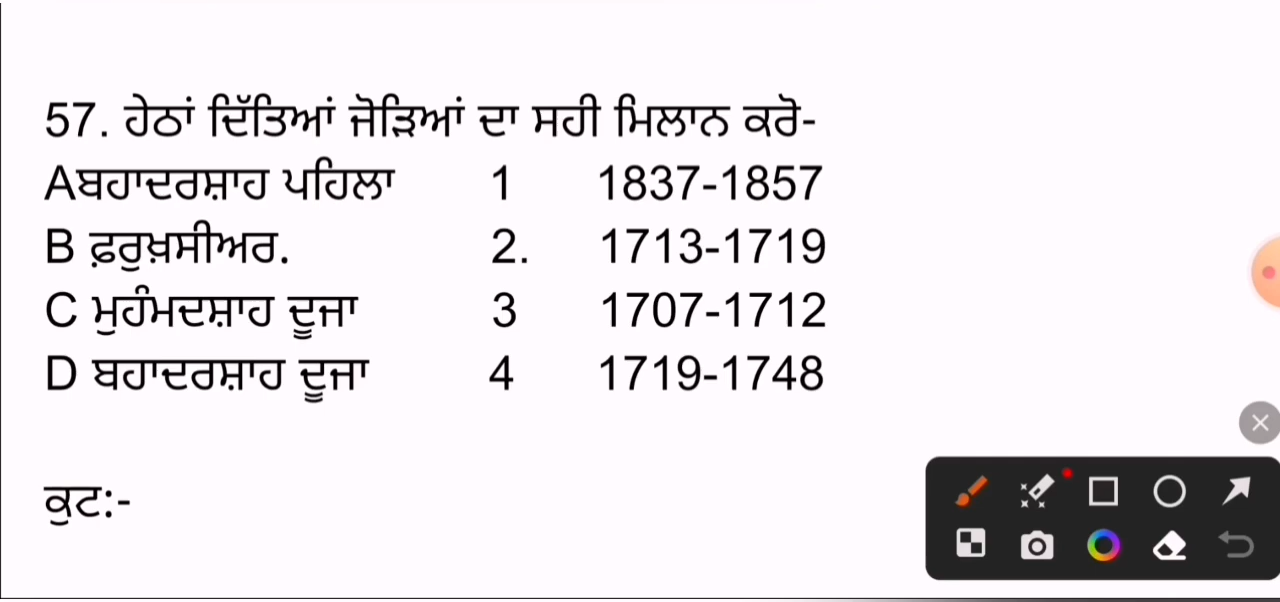 57. ਹੇਠਾਂ ਦਿੱਤਿਆਂ ਜੋੜਿਆਂ ਦਾ ਸਹੀ ਮਿਲਾਨ ਕਰੋ-
Aਬਹਾਦਰਸ਼ਾਹ ਪਹਿਲਾ 1 1837-1857
B ਫ਼ਰੁਖ਼ਸੀਅਰ. 2. 1713-1719
C ਮੁਹੰਮਦਸ਼ਾਹ ਦੂਜਾ 3 1707-1712
D ਬਹਾਦਰਸ਼ਾਹ ਦੂਜਾ 4 1719-1748
ਕੁਟ:-